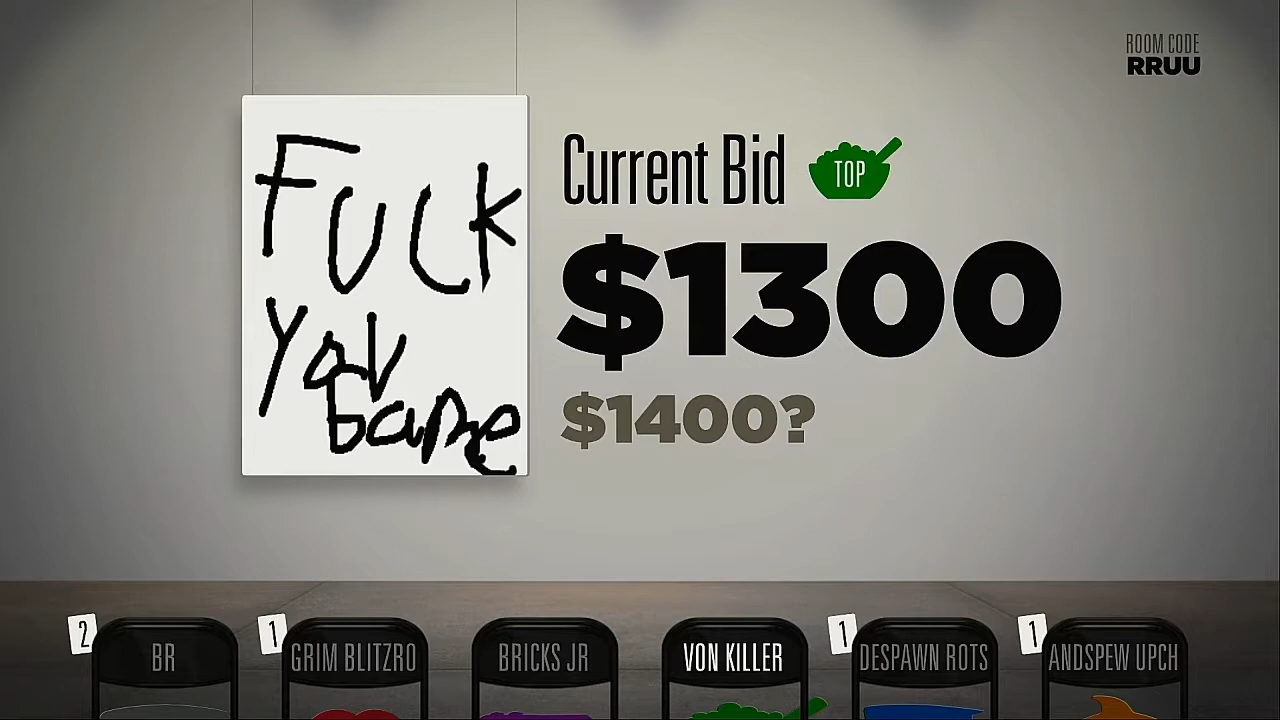 ROOM CODE
RRUU
Fuck
you
game
Current Bid TOP
$1300
$1400?
2 BR
1 GRIM BLITZRO
BRICKS JR
VON KILLER
1 DESPAWN ROTS
1 ANDSPEW UPCH